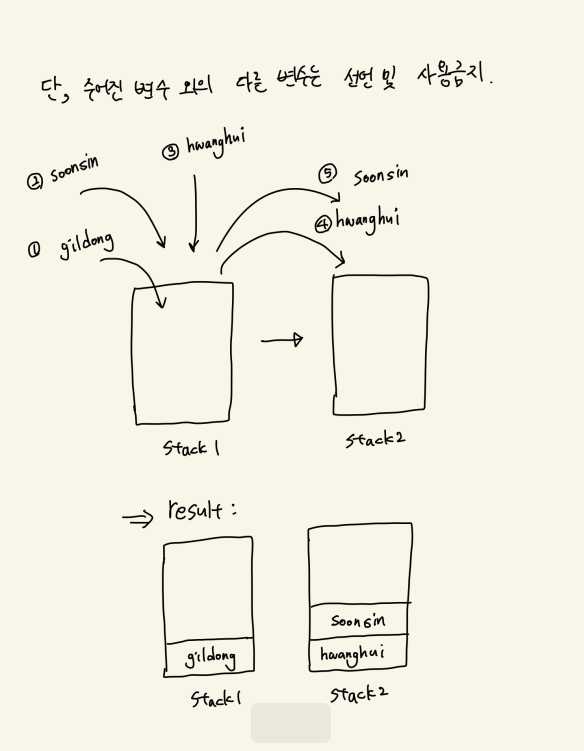 단, 주어진 변수 외의 다른 변수는 선언 및 사용금지.
③ hwanghui
② soonsin
⑤ soonsin
④ hwanghui
① gildong
stack 1
stack 2
⇒ result :
soonsin
gildong
hwanghui
stack1
stack2